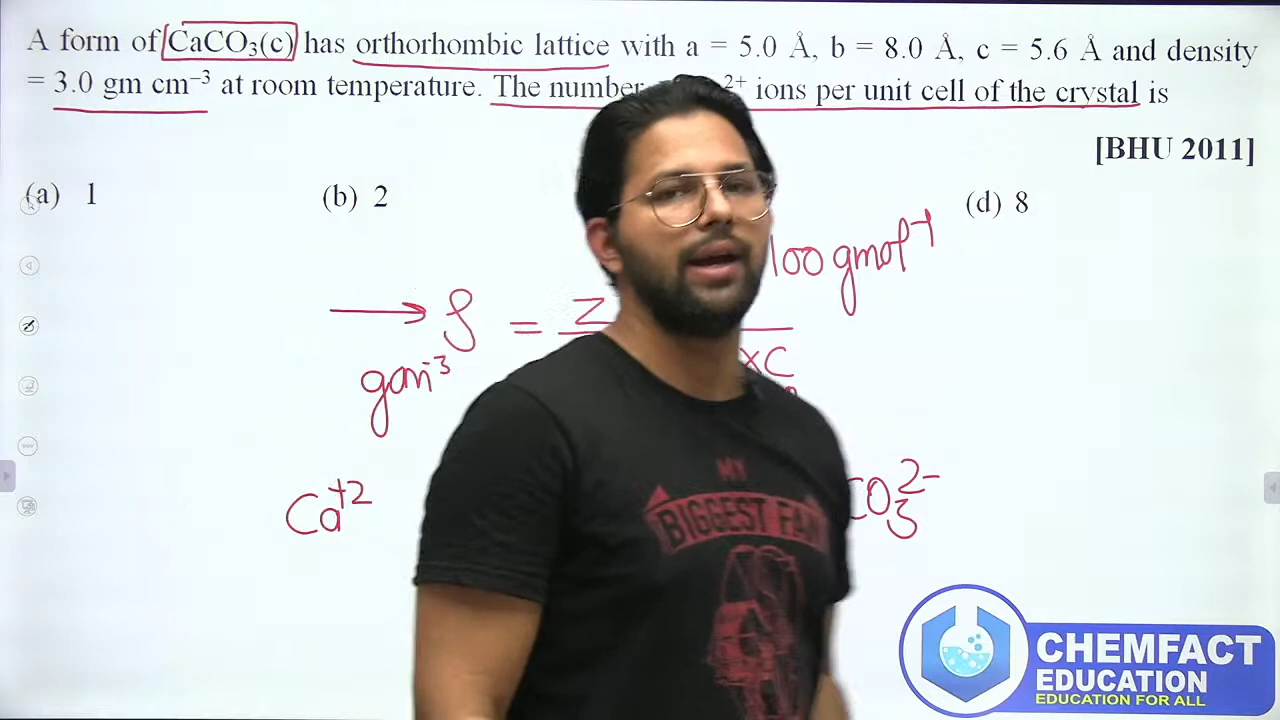 A form of CaCO₃(c) has orthorhombic lattice with a = 5.0 Å, b = 8.0 Å, c = 5.6 Å and density
= 3.0 gm cm⁻³ at room temperature. The number ²⁺ ions per unit cell of the crystal is
[BHU 2011]
(a) 1 (b) 2 (d) 8
100 gmol⁻¹
ρ = Z
×C
gcm⁻³
Ca⁺² CO₃²⁻
MY
BIGGEST FAN
CHEMFACT
EDUCATION
EDUCATION FOR ALL